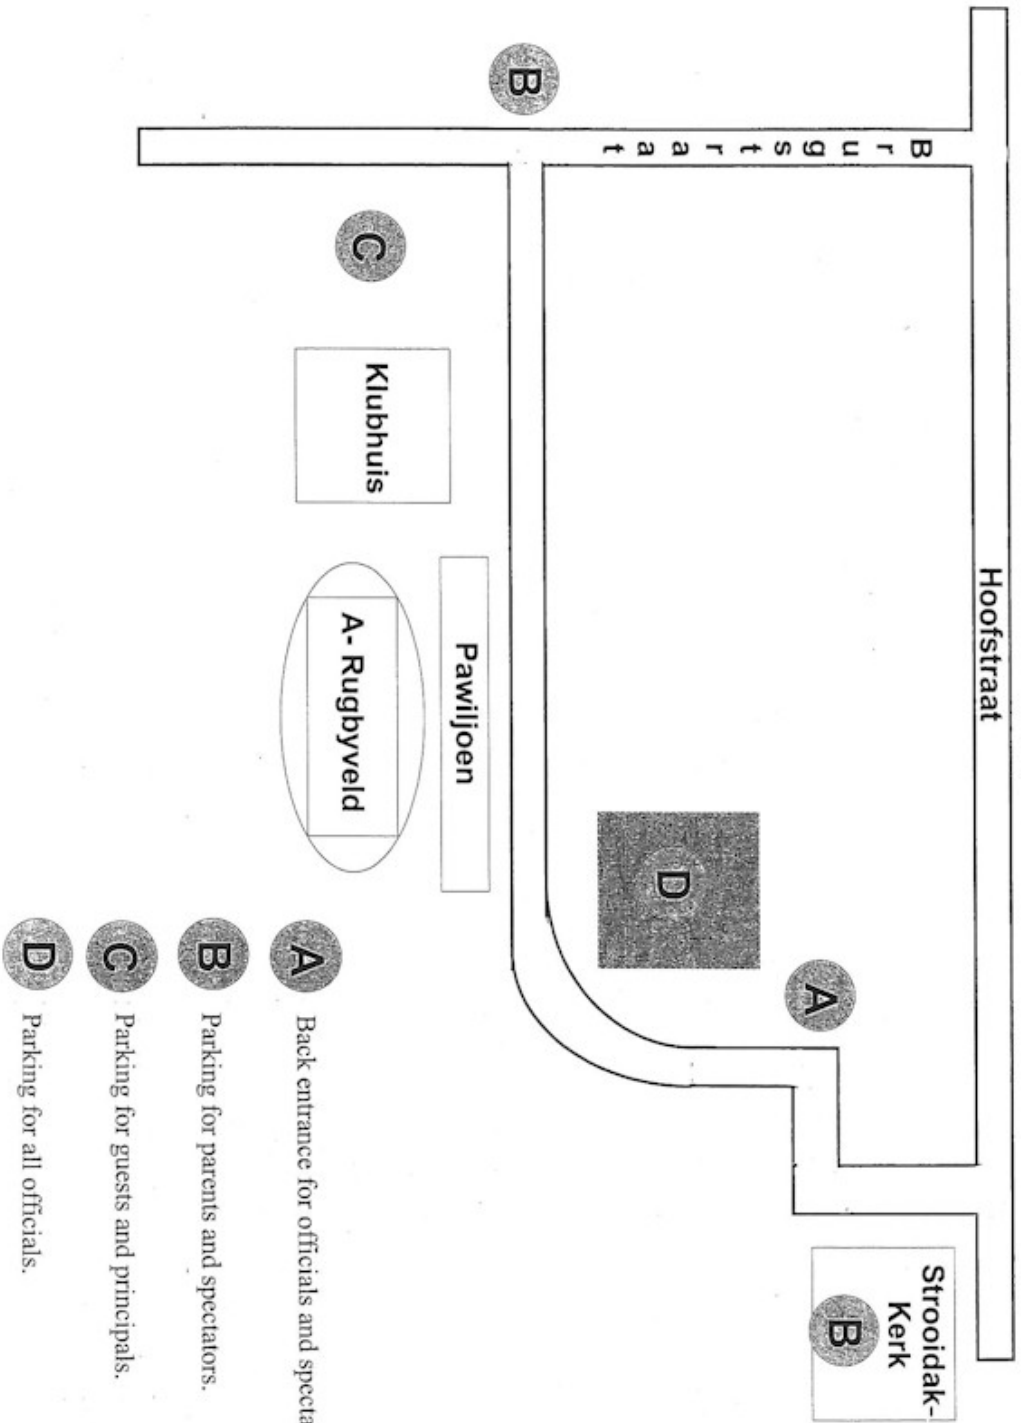 Hoofstraat
Strooidak-
Kerk
B
Burgstraat
A
D
B
Pawiljoen
C
Klubhuis
A- Rugbyveld
A Back entrance for officials and specta
B Parking for parents and spectators.
C Parking for guests and principals.
D Parking for all officials.